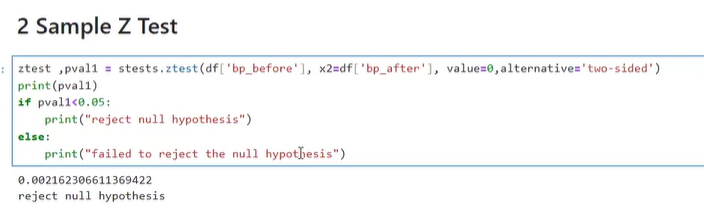 2 Sample Z Test
: ztest ,pval1 = stests.ztest(df['bp_before'], x2=df['bp_after'], value=0,alternative='two-sided')
print(pval1)
if pval1<0.05:
    print("reject null hypothesis")
else:
    print("failed to reject the null hypothesis")
0.002162306611369422
reject null hypothesis